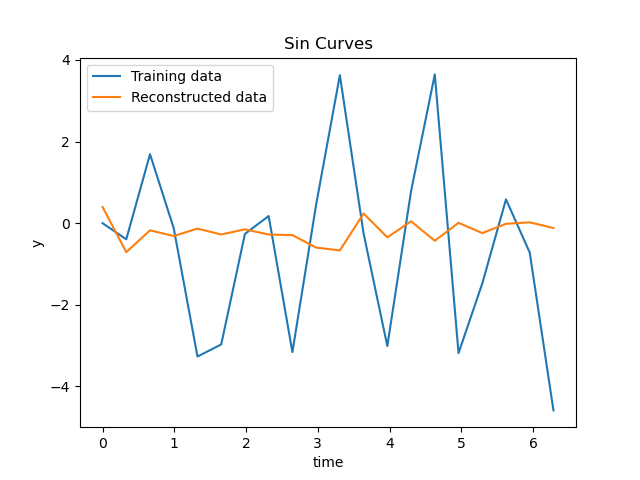 Sin Curves
Training data
Reconstructed data
4
2
0
−2
−4
y
0 1 2 3 4 5 6
time